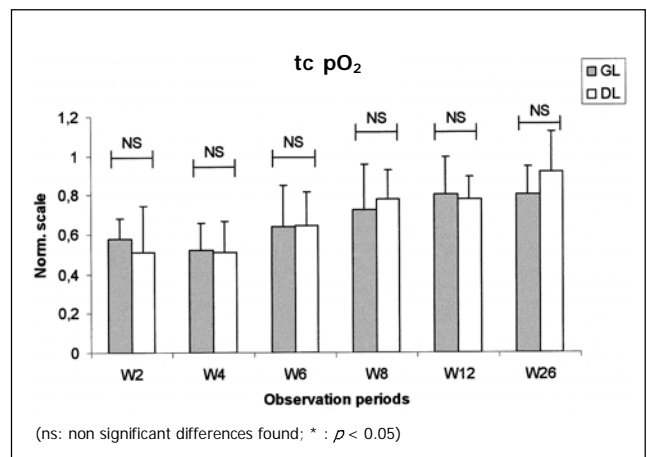 tc pO₂
GL
DL
1,2
1
0,8
0,6
0,4
0,2
0
Norm. scale
NS
NS
NS
NS
NS
NS
W2 W4 W6 W8 W12 W26
Observation periods
(ns: non significant differences found; * : p < 0.05)